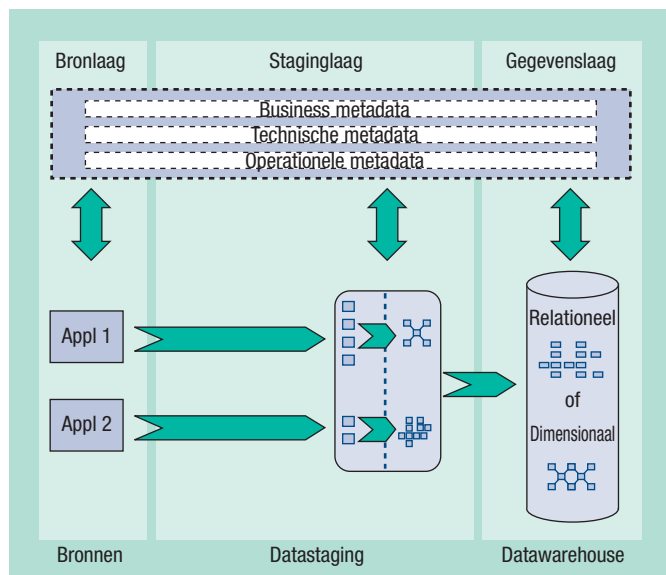 Bronlaag
Staginglaag
Gegevenslaag
Business metadata
Technische metadata
Operationele metadata
Appl 1
Appl 2
Relationeel
of
Dimensionaal
Bronnen
Datastaging
Datawarehouse